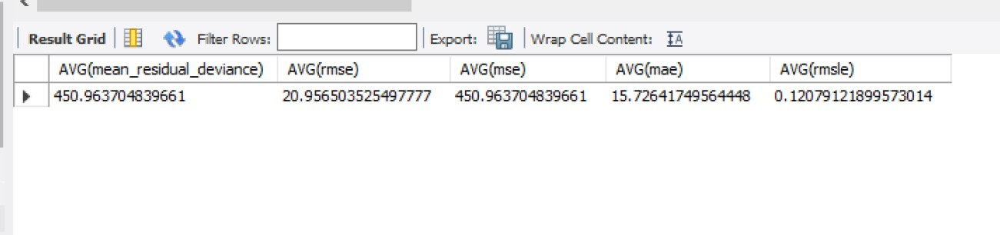 Result Grid Filter Rows: Export: Wrap Cell Content: IA
AVG(mean_residual_deviance) AVG(rmse) AVG(mse) AVG(mae) AVG(rmsle)
450.963704839661 20.956503525497777 450.963704839661 15.72641749564448 0.12079121899573014